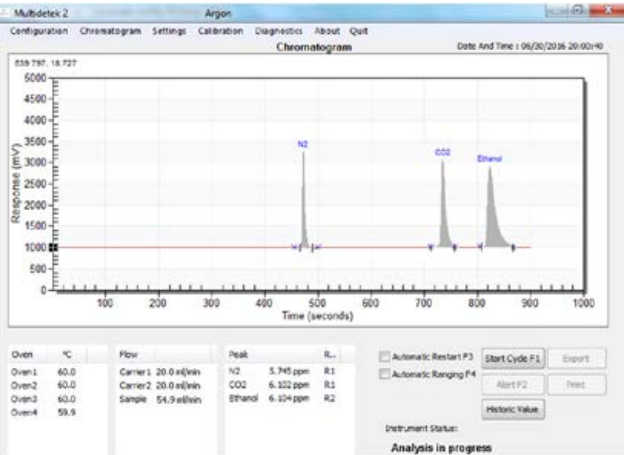 Multidetek 2 Argon
Configuration Chromatogram Settings Calibration Diagnostics About Quit
Chromatogram
Date And Time : 06/30/2016 20:00:40
839.797, 18.727
Response (mV)
5000
4000
3500
3000
2500
2000
1500
1000
500
0
N2
CO2
Ethanol
100 200 300 400 500 600 700 800 900 1000
Time (seconds)
Oven °C
Oven1 60.0
Oven2 60.0
Oven3 60.0
Oven4 59.9
Flow
Carrier1 20.0 ml/min
Carrier2 20.0 ml/min
Sample 54.9 ml/min
Peak R...
N2 5.745 ppm R1
CO2 6.102 ppm R1
Ethanol 6.104 ppm R2
Automatic Restart F3
Automatic Ranging F4
Start Cycle F1
Export
Alert F2
Print
Historic Value
Instrument Status:
Analysis in progress